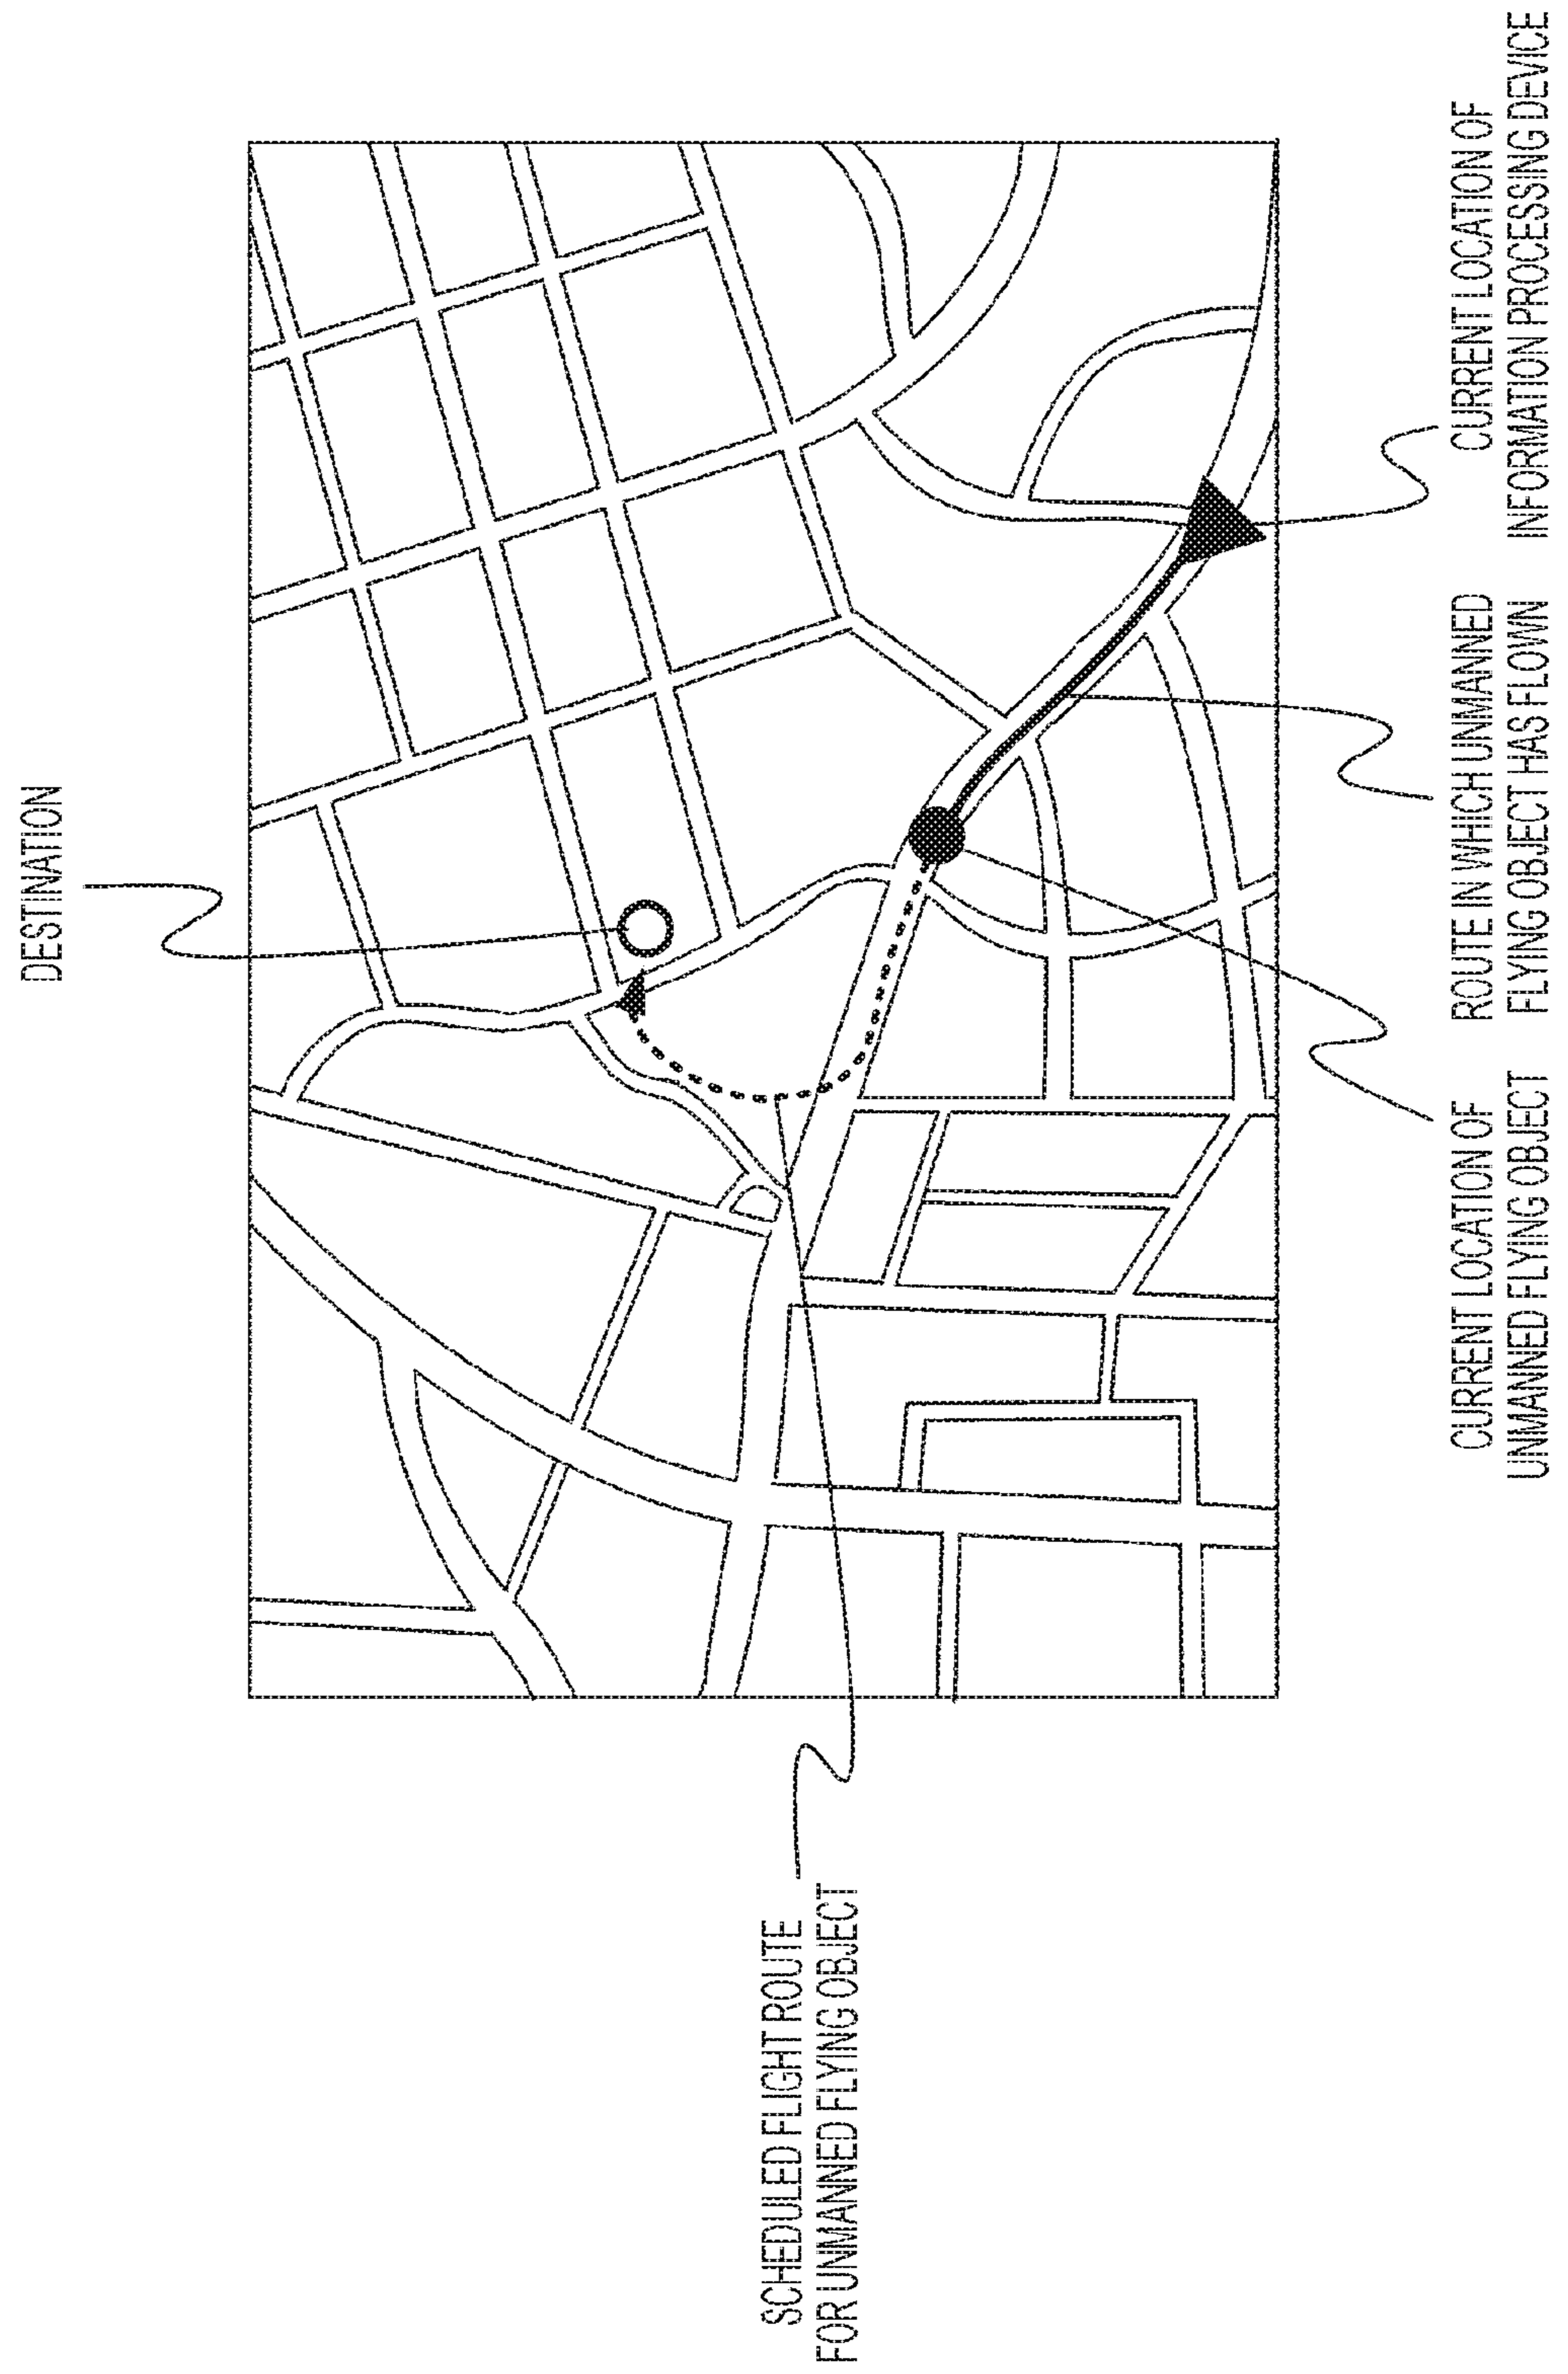 DESTINATION
SCHEDULED FLIGHT ROUTE
FOR UNMANNED FLYING OBJECT
CURRENT LOCATION OF
UNMANNED FLYING OBJECT
ROUTE IN WHICH UNMANNED
FLYING OBJECT HAS FLOWN
CURRENT LOCATION OF
INFORMATION PROCESSING DEVICE